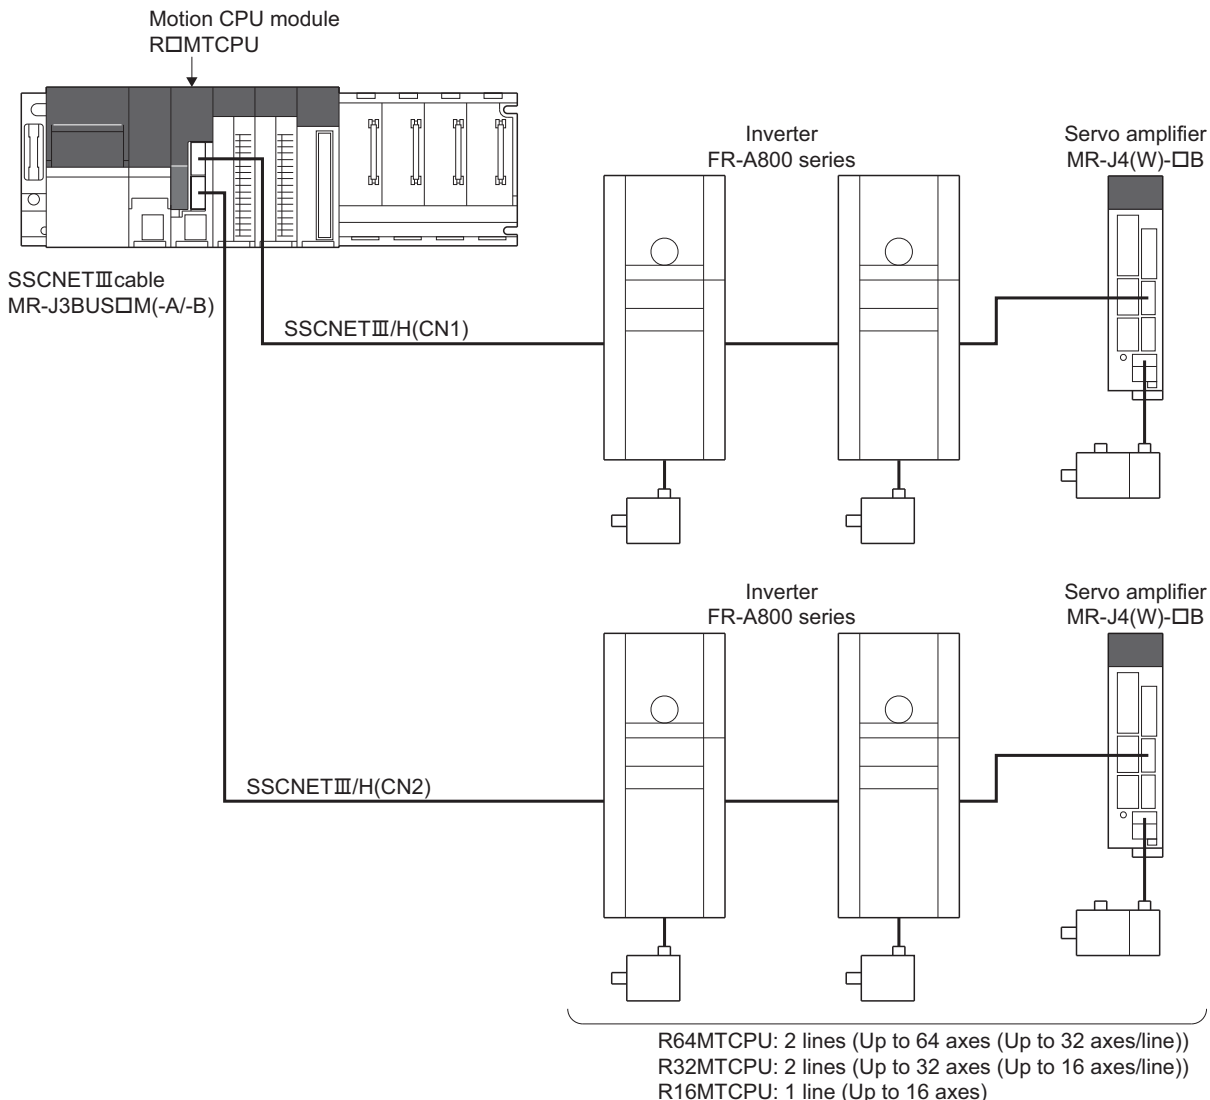 Motion CPU module
R□MTCPU
Inverter
FR-A800 series
Servo amplifier
MR-J4(W)-□B
SSCNETⅢcable
MR-J3BUS□M(-A/-B)
SSCNETⅢ/H(CN1)
Inverter
FR-A800 series
Servo amplifier
MR-J4(W)-□B
SSCNETⅢ/H(CN2)
R64MTCPU: 2 lines (Up to 64 axes (Up to 32 axes/line))
R32MTCPU: 2 lines (Up to 32 axes (Up to 16 axes/line))
R16MTCPU: 1 line (Up to 16 axes)